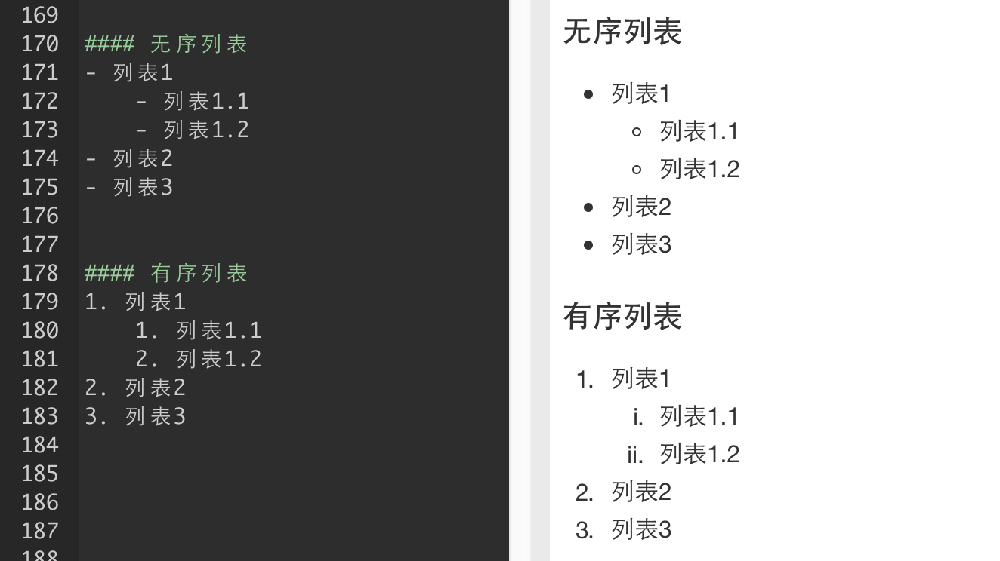 169
170 #### 无序列表
171 - 列表1
172     - 列表1.1
173     - 列表1.2
174 - 列表2
175 - 列表3
176
177
178 #### 有序列表
179 1. 列表1
180     1. 列表1.1
181     2. 列表1.2
182 2. 列表2
183 3. 列表3
184
185
186
187
188
无序列表
• 列表1
◦ 列表1.1
◦ 列表1.2
• 列表2
• 列表3
有序列表
1. 列表1
i. 列表1.1
ii. 列表1.2
2. 列表2
3. 列表3